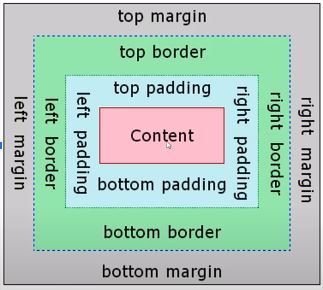 top margin
top border
top padding
left margin
left border
left padding
Content
right padding
right border
right margin
bottom padding
bottom border
bottom margin